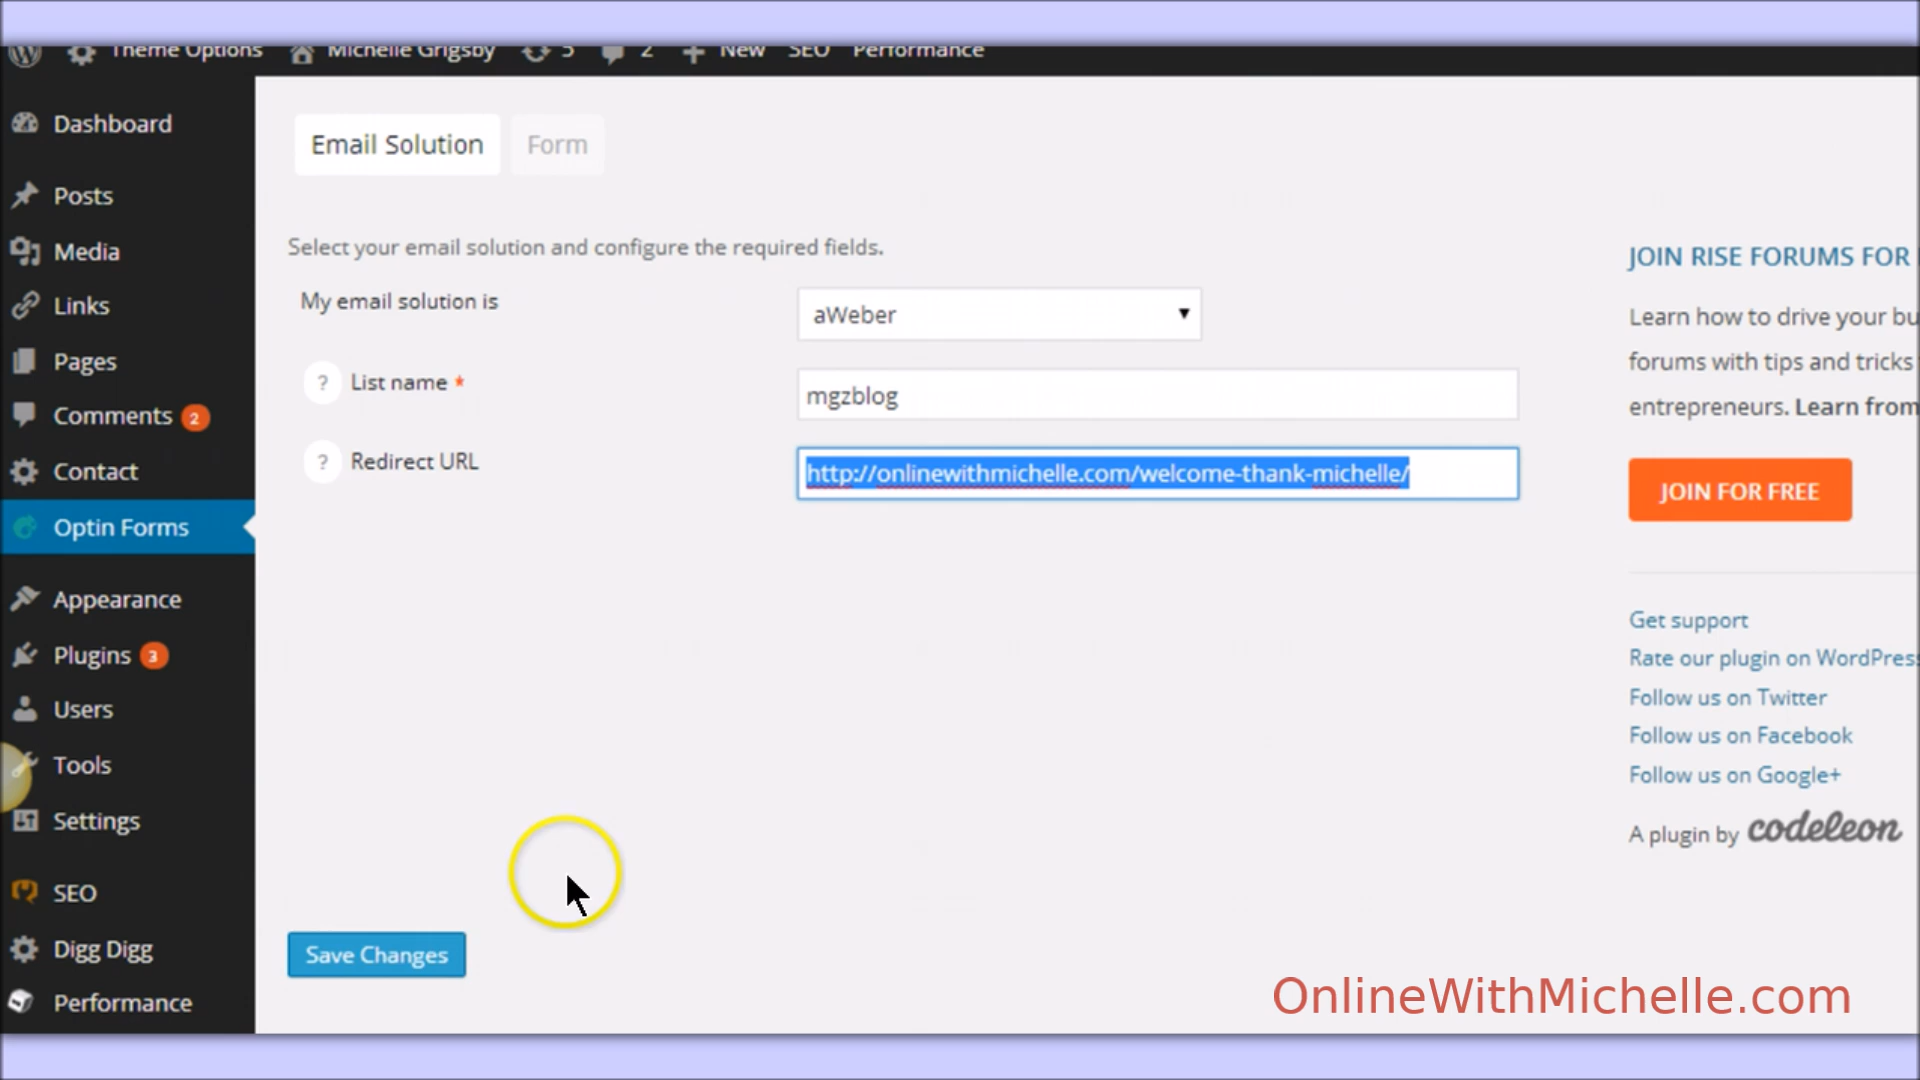 Theme Options Michelle Grigsby 5 2 New SEO Performance
Dashboard
Posts
Media
Links
Pages
Comments 2
Contact
Optin Forms
Appearance
Plugins 3
Users
Tools
Settings
SEO
Digg Digg
Performance
Email Solution Form
Select your email solution and configure the required fields.
My email solution is aWeber
? List name * mgzblog
? Redirect URL http://onlinewithmichelle.com/welcome-thank-michelle/
Save Changes
JOIN RISE FORUMS FOR
Learn how to drive your bu
forums with tips and tricks
entrepreneurs. Learn from
JOIN FOR FREE
Get support
Rate our plugin on WordPress
Follow us on Twitter
Follow us on Facebook
Follow us on Google+
A plugin by codeleon
OnlineWithMichelle.com